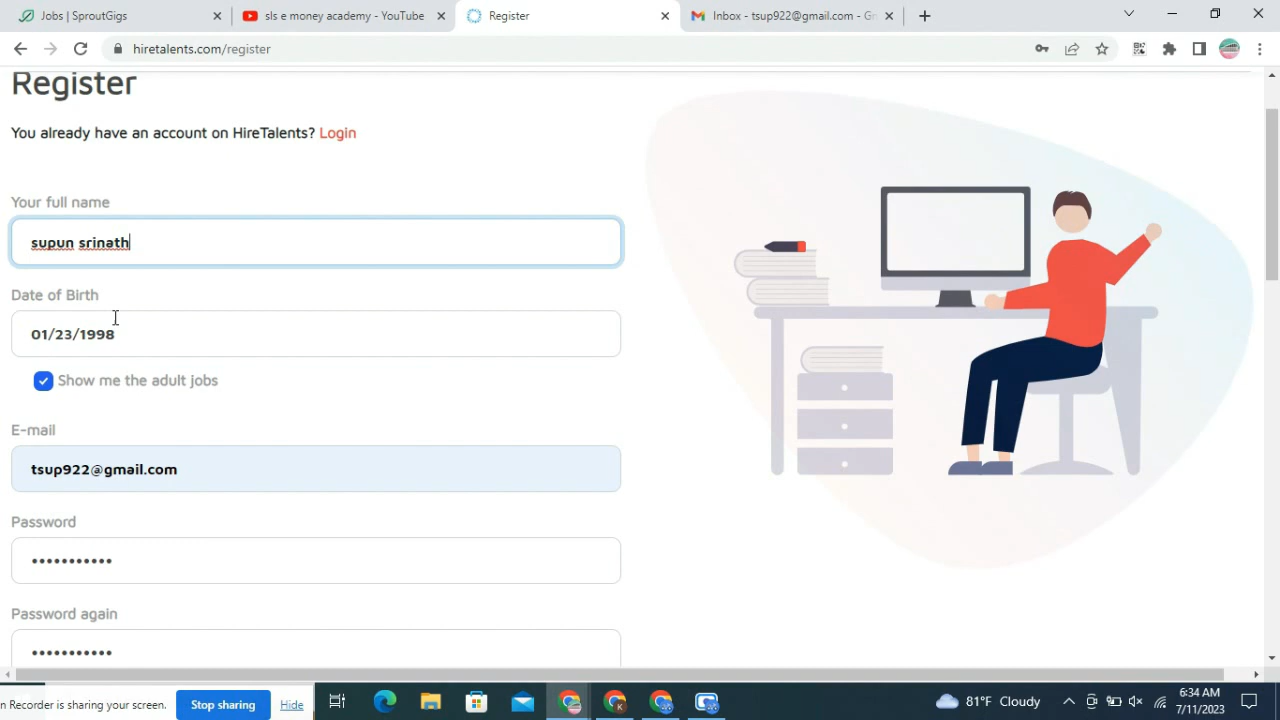 Jobs | SproutGigs
sls e money academy - YouTube
Register
Inbox - tsup922@gmail.com - Gm
hiretalents.com/register
Register
You already have an account on HireTalents? Login
Your full name
supun srinath
Date of Birth
01/23/1998
Show me the adult jobs
E-mail
tsup922@gmail.com
Password
•••••••••••
Password again
•••••••••••
n Recorder is sharing your screen.
Stop sharing
Hide
81°F Cloudy
6:34 AM
7/11/2023